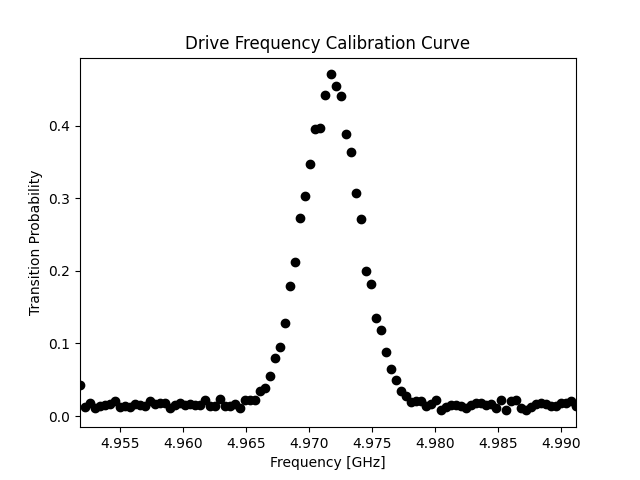 Drive Frequency Calibration Curve
Transition Probability
0.4
0.3
0.2
0.1
0.0
4.955 4.960 4.965 4.970 4.975 4.980 4.985 4.990
Frequency [GHz]